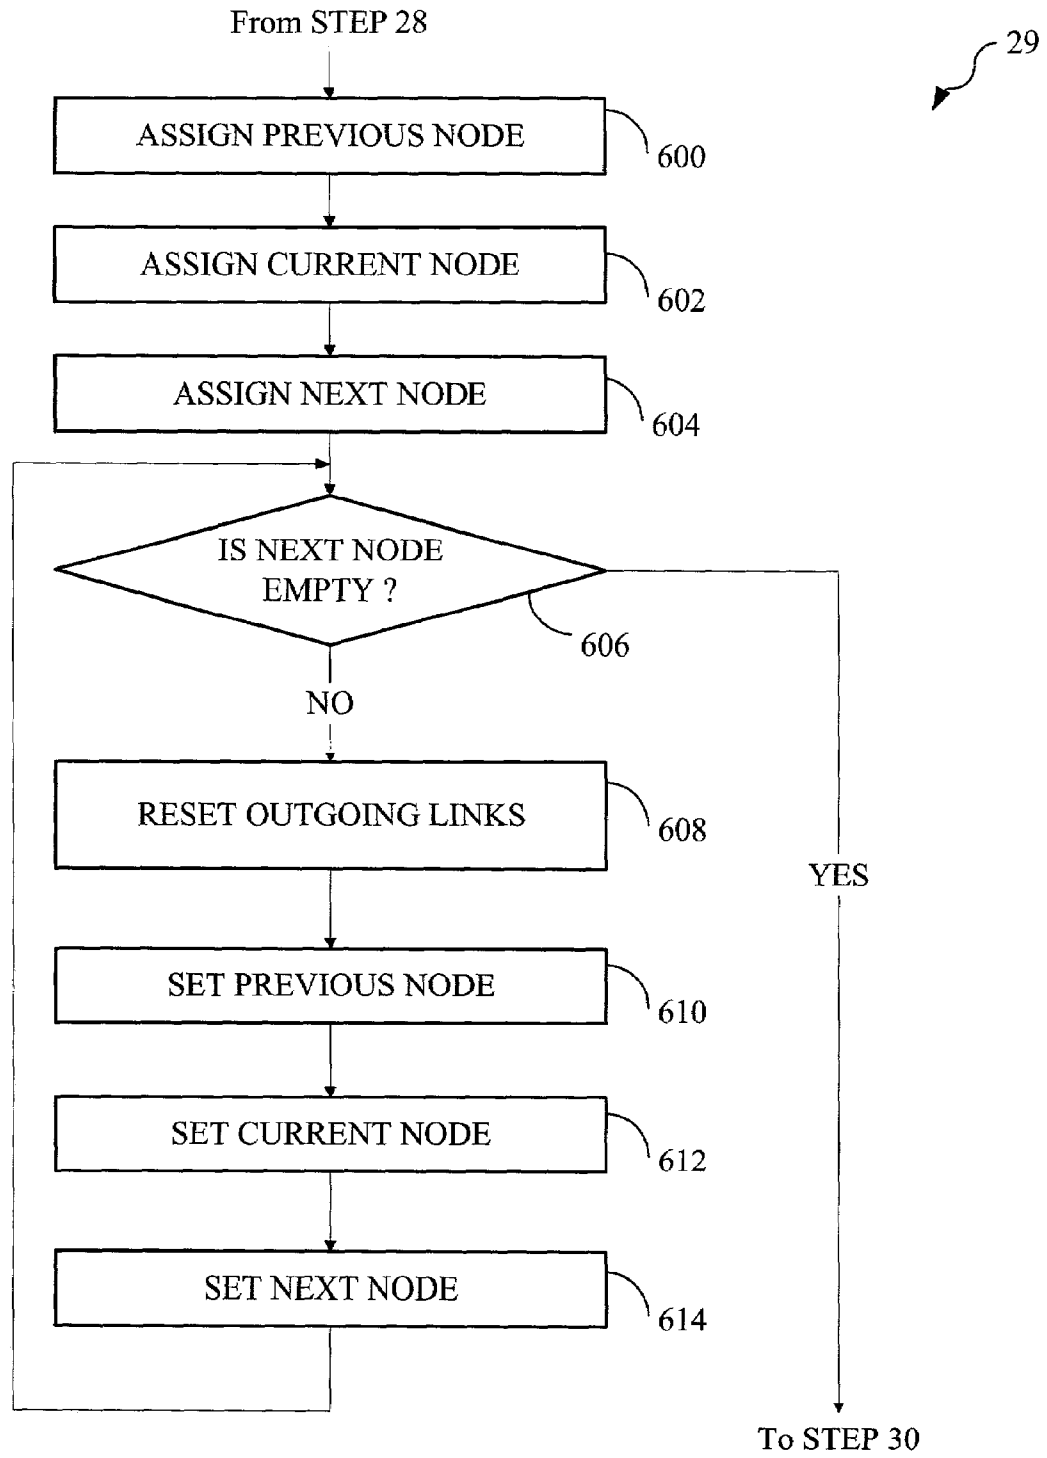 From STEP 28
29
ASSIGN PREVIOUS NODE
600
ASSIGN CURRENT NODE
602
ASSIGN NEXT NODE
604
IS NEXT NODE
EMPTY ?
606
NO
RESET OUTGOING LINKS
608
YES
SET PREVIOUS NODE
610
SET CURRENT NODE
612
SET NEXT NODE
614
To STEP 30